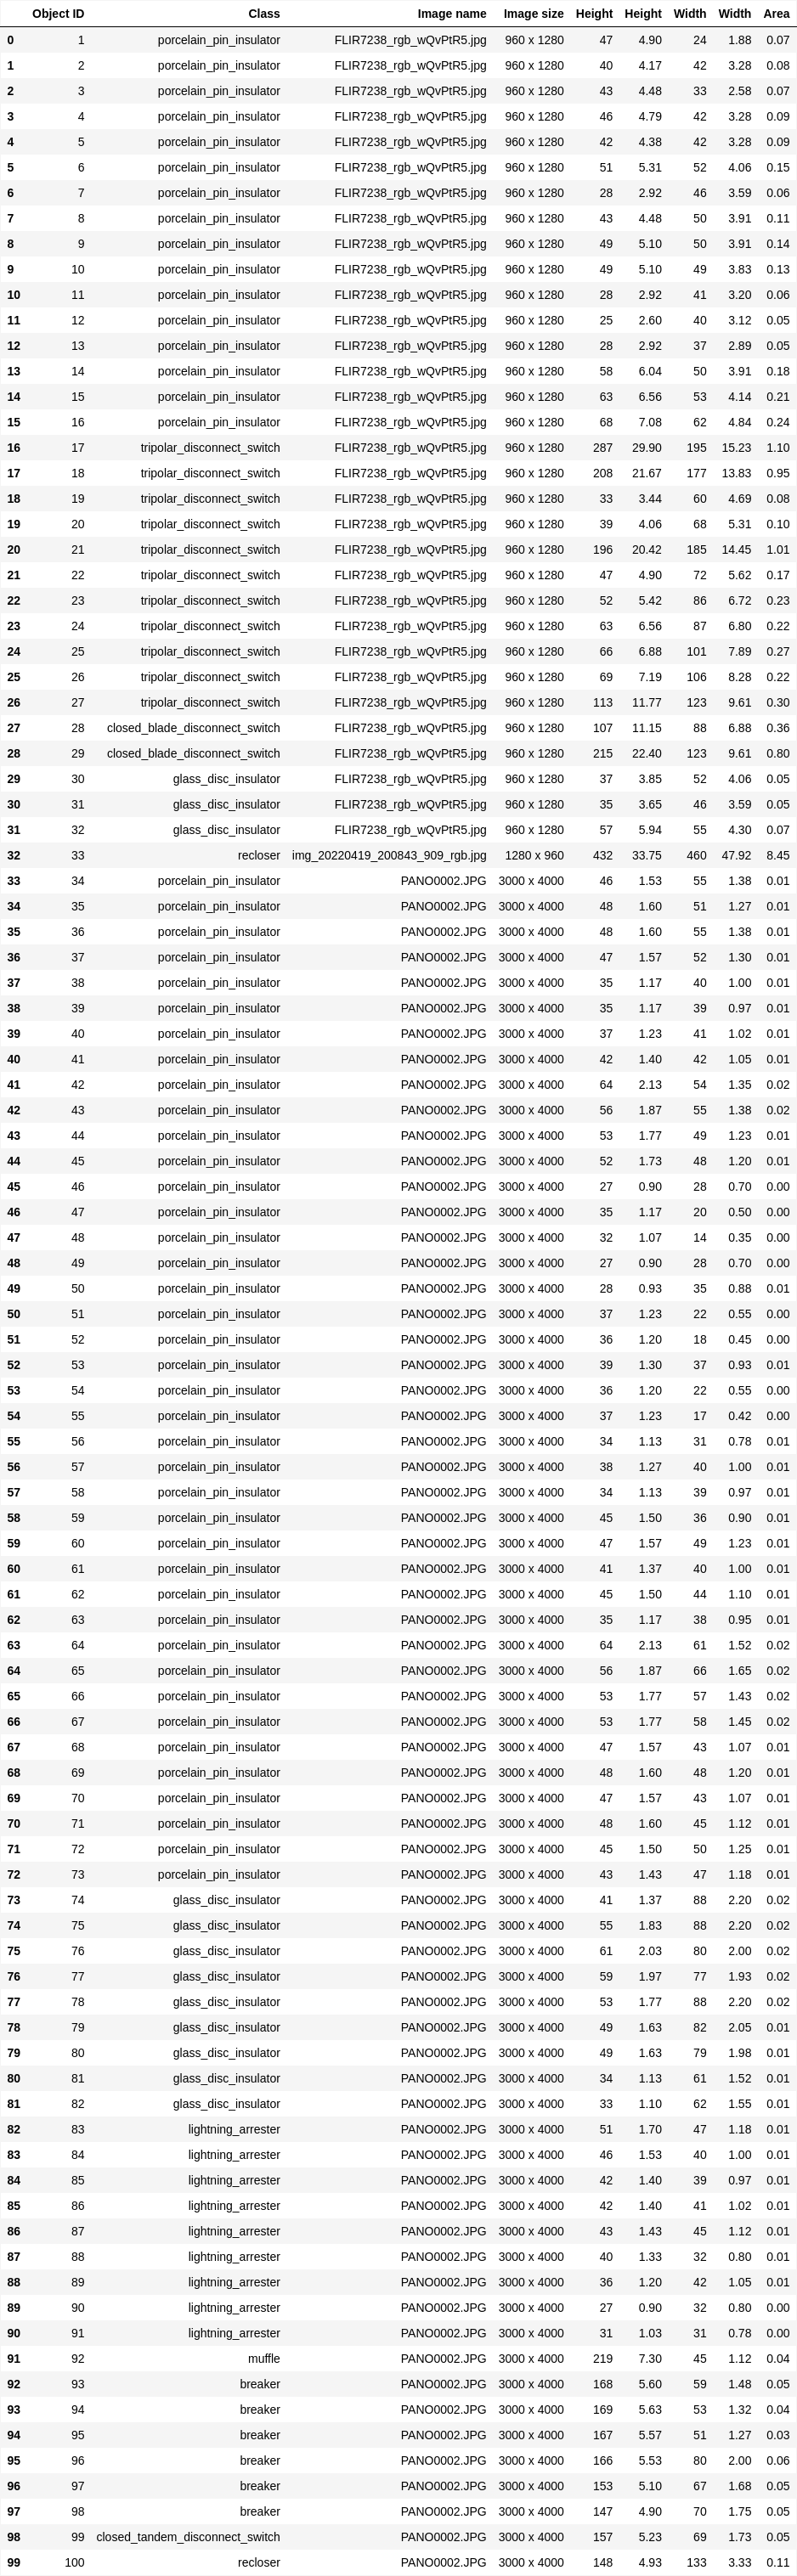 Object ID Class Image name Image size Height Height Width Width Area
0 1 porcelain_pin_insulator FLIR7238_rgb_wQvPtR5.jpg 960 x 1280 47 4.90 24 1.88 0.07
1 2 porcelain_pin_insulator FLIR7238_rgb_wQvPtR5.jpg 960 x 1280 40 4.17 42 3.28 0.08
2 3 porcelain_pin_insulator FLIR7238_rgb_wQvPtR5.jpg 960 x 1280 43 4.48 33 2.58 0.07
3 4 porcelain_pin_insulator FLIR7238_rgb_wQvPtR5.jpg 960 x 1280 46 4.79 42 3.28 0.09
4 5 porcelain_pin_insulator FLIR7238_rgb_wQvPtR5.jpg 960 x 1280 42 4.38 42 3.28 0.09
5 6 porcelain_pin_insulator FLIR7238_rgb_wQvPtR5.jpg 960 x 1280 51 5.31 52 4.06 0.15
6 7 porcelain_pin_insulator FLIR7238_rgb_wQvPtR5.jpg 960 x 1280 28 2.92 46 3.59 0.06
7 8 porcelain_pin_insulator FLIR7238_rgb_wQvPtR5.jpg 960 x 1280 43 4.48 50 3.91 0.11
8 9 porcelain_pin_insulator FLIR7238_rgb_wQvPtR5.jpg 960 x 1280 49 5.10 50 3.91 0.14
9 10 porcelain_pin_insulator FLIR7238_rgb_wQvPtR5.jpg 960 x 1280 49 5.10 49 3.83 0.13
10 11 porcelain_pin_insulator FLIR7238_rgb_wQvPtR5.jpg 960 x 1280 28 2.92 41 3.20 0.06
11 12 porcelain_pin_insulator FLIR7238_rgb_wQvPtR5.jpg 960 x 1280 25 2.60 40 3.12 0.05
12 13 porcelain_pin_insulator FLIR7238_rgb_wQvPtR5.jpg 960 x 1280 28 2.92 37 2.89 0.05
13 14 porcelain_pin_insulator FLIR7238_rgb_wQvPtR5.jpg 960 x 1280 58 6.04 50 3.91 0.18
14 15 porcelain_pin_insulator FLIR7238_rgb_wQvPtR5.jpg 960 x 1280 63 6.56 53 4.14 0.21
15 16 porcelain_pin_insulator FLIR7238_rgb_wQvPtR5.jpg 960 x 1280 68 7.08 62 4.84 0.24
16 17 tripolar_disconnect_switch FLIR7238_rgb_wQvPtR5.jpg 960 x 1280 287 29.90 195 15.23 1.10
17 18 tripolar_disconnect_switch FLIR7238_rgb_wQvPtR5.jpg 960 x 1280 208 21.67 177 13.83 0.95
18 19 tripolar_disconnect_switch FLIR7238_rgb_wQvPtR5.jpg 960 x 1280 33 3.44 60 4.69 0.08
19 20 tripolar_disconnect_switch FLIR7238_rgb_wQvPtR5.jpg 960 x 1280 39 4.06 68 5.31 0.10
20 21 tripolar_disconnect_switch FLIR7238_rgb_wQvPtR5.jpg 960 x 1280 196 20.42 185 14.45 1.01
21 22 tripolar_disconnect_switch FLIR7238_rgb_wQvPtR5.jpg 960 x 1280 47 4.90 72 5.62 0.17
22 23 tripolar_disconnect_switch FLIR7238_rgb_wQvPtR5.jpg 960 x 1280 52 5.42 86 6.72 0.23
23 24 tripolar_disconnect_switch FLIR7238_rgb_wQvPtR5.jpg 960 x 1280 63 6.56 87 6.80 0.22
24 25 tripolar_disconnect_switch FLIR7238_rgb_wQvPtR5.jpg 960 x 1280 66 6.88 101 7.89 0.27
25 26 tripolar_disconnect_switch FLIR7238_rgb_wQvPtR5.jpg 960 x 1280 69 7.19 106 8.28 0.22
26 27 tripolar_disconnect_switch FLIR7238_rgb_wQvPtR5.jpg 960 x 1280 113 11.77 123 9.61 0.30
27 28 closed_blade_disconnect_switch FLIR7238_rgb_wQvPtR5.jpg 960 x 1280 107 11.15 88 6.88 0.36
28 29 closed_blade_disconnect_switch FLIR7238_rgb_wQvPtR5.jpg 960 x 1280 215 22.40 123 9.61 0.80
29 30 glass_disc_insulator FLIR7238_rgb_wQvPtR5.jpg 960 x 1280 37 3.85 52 4.06 0.05
30 31 glass_disc_insulator FLIR7238_rgb_wQvPtR5.jpg 960 x 1280 35 3.65 46 3.59 0.05
31 32 glass_disc_insulator FLIR7238_rgb_wQvPtR5.jpg 960 x 1280 57 5.94 55 4.30 0.07
32 33 recloser img_20220419_200843_909_rgb.jpg 1280 x 960 432 33.75 460 47.92 8.45
33 34 porcelain_pin_insulator PANO0002.JPG 3000 x 4000 46 1.53 55 1.38 0.01
34 35 porcelain_pin_insulator PANO0002.JPG 3000 x 4000 48 1.60 51 1.27 0.01
35 36 porcelain_pin_insulator PANO0002.JPG 3000 x 4000 48 1.60 55 1.38 0.01
36 37 porcelain_pin_insulator PANO0002.JPG 3000 x 4000 47 1.57 52 1.30 0.01
37 38 porcelain_pin_insulator PANO0002.JPG 3000 x 4000 35 1.17 40 1.00 0.01
38 39 porcelain_pin_insulator PANO0002.JPG 3000 x 4000 35 1.17 39 0.97 0.01
39 40 porcelain_pin_insulator PANO0002.JPG 3000 x 4000 37 1.23 41 1.02 0.01
40 41 porcelain_pin_insulator PANO0002.JPG 3000 x 4000 42 1.40 42 1.05 0.01
41 42 porcelain_pin_insulator PANO0002.JPG 3000 x 4000 64 2.13 54 1.35 0.02
42 43 porcelain_pin_insulator PANO0002.JPG 3000 x 4000 56 1.87 55 1.38 0.02
43 44 porcelain_pin_insulator PANO0002.JPG 3000 x 4000 53 1.77 49 1.23 0.01
44 45 porcelain_pin_insulator PANO0002.JPG 3000 x 4000 52 1.73 48 1.20 0.01
45 46 porcelain_pin_insulator PANO0002.JPG 3000 x 4000 27 0.90 28 0.70 0.00
46 47 porcelain_pin_insulator PANO0002.JPG 3000 x 4000 35 1.17 20 0.50 0.00
47 48 porcelain_pin_insulator PANO0002.JPG 3000 x 4000 32 1.07 14 0.35 0.00
48 49 porcelain_pin_insulator PANO0002.JPG 3000 x 4000 27 0.90 28 0.70 0.00
49 50 porcelain_pin_insulator PANO0002.JPG 3000 x 4000 28 0.93 35 0.88 0.01
50 51 porcelain_pin_insulator PANO0002.JPG 3000 x 4000 37 1.23 22 0.55 0.00
51 52 porcelain_pin_insulator PANO0002.JPG 3000 x 4000 36 1.20 18 0.45 0.00
52 53 porcelain_pin_insulator PANO0002.JPG 3000 x 4000 39 1.30 37 0.93 0.01
53 54 porcelain_pin_insulator PANO0002.JPG 3000 x 4000 36 1.20 22 0.55 0.00
54 55 porcelain_pin_insulator PANO0002.JPG 3000 x 4000 37 1.23 17 0.42 0.00
55 56 porcelain_pin_insulator PANO0002.JPG 3000 x 4000 34 1.13 31 0.78 0.01
56 57 porcelain_pin_insulator PANO0002.JPG 3000 x 4000 38 1.27 40 1.00 0.01
57 58 porcelain_pin_insulator PANO0002.JPG 3000 x 4000 34 1.13 39 0.97 0.01
58 59 porcelain_pin_insulator PANO0002.JPG 3000 x 4000 45 1.50 36 0.90 0.01
59 60 porcelain_pin_insulator PANO0002.JPG 3000 x 4000 47 1.57 49 1.23 0.01
60 61 porcelain_pin_insulator PANO0002.JPG 3000 x 4000 41 1.37 40 1.00 0.01
61 62 porcelain_pin_insulator PANO0002.JPG 3000 x 4000 45 1.50 44 1.10 0.01
62 63 porcelain_pin_insulator PANO0002.JPG 3000 x 4000 35 1.17 38 0.95 0.01
63 64 porcelain_pin_insulator PANO0002.JPG 3000 x 4000 64 2.13 61 1.52 0.02
64 65 porcelain_pin_insulator PANO0002.JPG 3000 x 4000 56 1.87 66 1.65 0.02
65 66 porcelain_pin_insulator PANO0002.JPG 3000 x 4000 53 1.77 57 1.43 0.02
66 67 porcelain_pin_insulator PANO0002.JPG 3000 x 4000 53 1.77 58 1.45 0.02
67 68 porcelain_pin_insulator PANO0002.JPG 3000 x 4000 47 1.57 43 1.07 0.01
68 69 porcelain_pin_insulator PANO0002.JPG 3000 x 4000 48 1.60 48 1.20 0.01
69 70 porcelain_pin_insulator PANO0002.JPG 3000 x 4000 47 1.57 43 1.07 0.01
70 71 porcelain_pin_insulator PANO0002.JPG 3000 x 4000 48 1.60 45 1.12 0.01
71 72 porcelain_pin_insulator PANO0002.JPG 3000 x 4000 45 1.50 50 1.25 0.01
72 73 porcelain_pin_insulator PANO0002.JPG 3000 x 4000 43 1.43 47 1.18 0.01
73 74 glass_disc_insulator PANO0002.JPG 3000 x 4000 41 1.37 88 2.20 0.02
74 75 glass_disc_insulator PANO0002.JPG 3000 x 4000 55 1.83 88 2.20 0.02
75 76 glass_disc_insulator PANO0002.JPG 3000 x 4000 61 2.03 80 2.00 0.02
76 77 glass_disc_insulator PANO0002.JPG 3000 x 4000 59 1.97 77 1.93 0.02
77 78 glass_disc_insulator PANO0002.JPG 3000 x 4000 53 1.77 88 2.20 0.02
78 79 glass_disc_insulator PANO0002.JPG 3000 x 4000 49 1.63 82 2.05 0.01
79 80 glass_disc_insulator PANO0002.JPG 3000 x 4000 49 1.63 79 1.98 0.01
80 81 glass_disc_insulator PANO0002.JPG 3000 x 4000 34 1.13 61 1.52 0.01
81 82 glass_disc_insulator PANO0002.JPG 3000 x 4000 33 1.10 62 1.55 0.01
82 83 lightning_arrester PANO0002.JPG 3000 x 4000 51 1.70 47 1.18 0.01
83 84 lightning_arrester PANO0002.JPG 3000 x 4000 46 1.53 40 1.00 0.01
84 85 lightning_arrester PANO0002.JPG 3000 x 4000 42 1.40 39 0.97 0.01
85 86 lightning_arrester PANO0002.JPG 3000 x 4000 42 1.40 41 1.02 0.01
86 87 lightning_arrester PANO0002.JPG 3000 x 4000 43 1.43 45 1.12 0.01
87 88 lightning_arrester PANO0002.JPG 3000 x 4000 40 1.33 32 0.80 0.01
88 89 lightning_arrester PANO0002.JPG 3000 x 4000 36 1.20 42 1.05 0.01
89 90 lightning_arrester PANO0002.JPG 3000 x 4000 27 0.90 32 0.80 0.00
90 91 lightning_arrester PANO0002.JPG 3000 x 4000 31 1.03 31 0.78 0.00
91 92 muffle PANO0002.JPG 3000 x 4000 219 7.30 45 1.12 0.04
92 93 breaker PANO0002.JPG 3000 x 4000 168 5.60 59 1.48 0.05
93 94 breaker PANO0002.JPG 3000 x 4000 169 5.63 53 1.32 0.04
94 95 breaker PANO0002.JPG 3000 x 4000 167 5.57 51 1.27 0.03
95 96 breaker PANO0002.JPG 3000 x 4000 166 5.53 80 2.00 0.06
96 97 breaker PANO0002.JPG 3000 x 4000 153 5.10 67 1.68 0.05
97 98 breaker PANO0002.JPG 3000 x 4000 147 4.90 70 1.75 0.05
98 99 closed_tandem_disconnect_switch PANO0002.JPG 3000 x 4000 157 5.23 69 1.73 0.05
99 100 recloser PANO0002.JPG 3000 x 4000 148 4.93 133 3.33 0.11